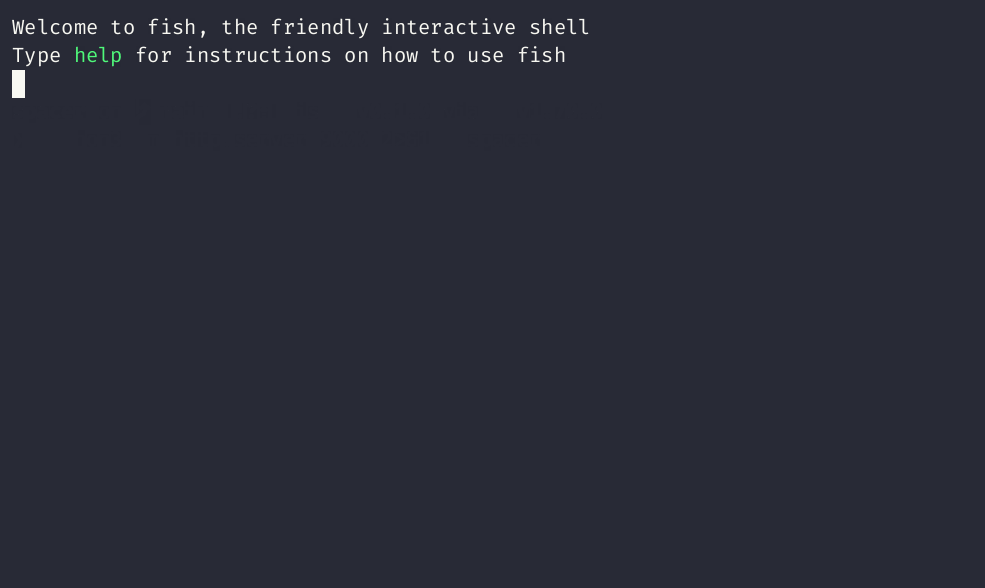 Welcome to fish, the friendly interactive shell
Type help for instructions on how to use fish